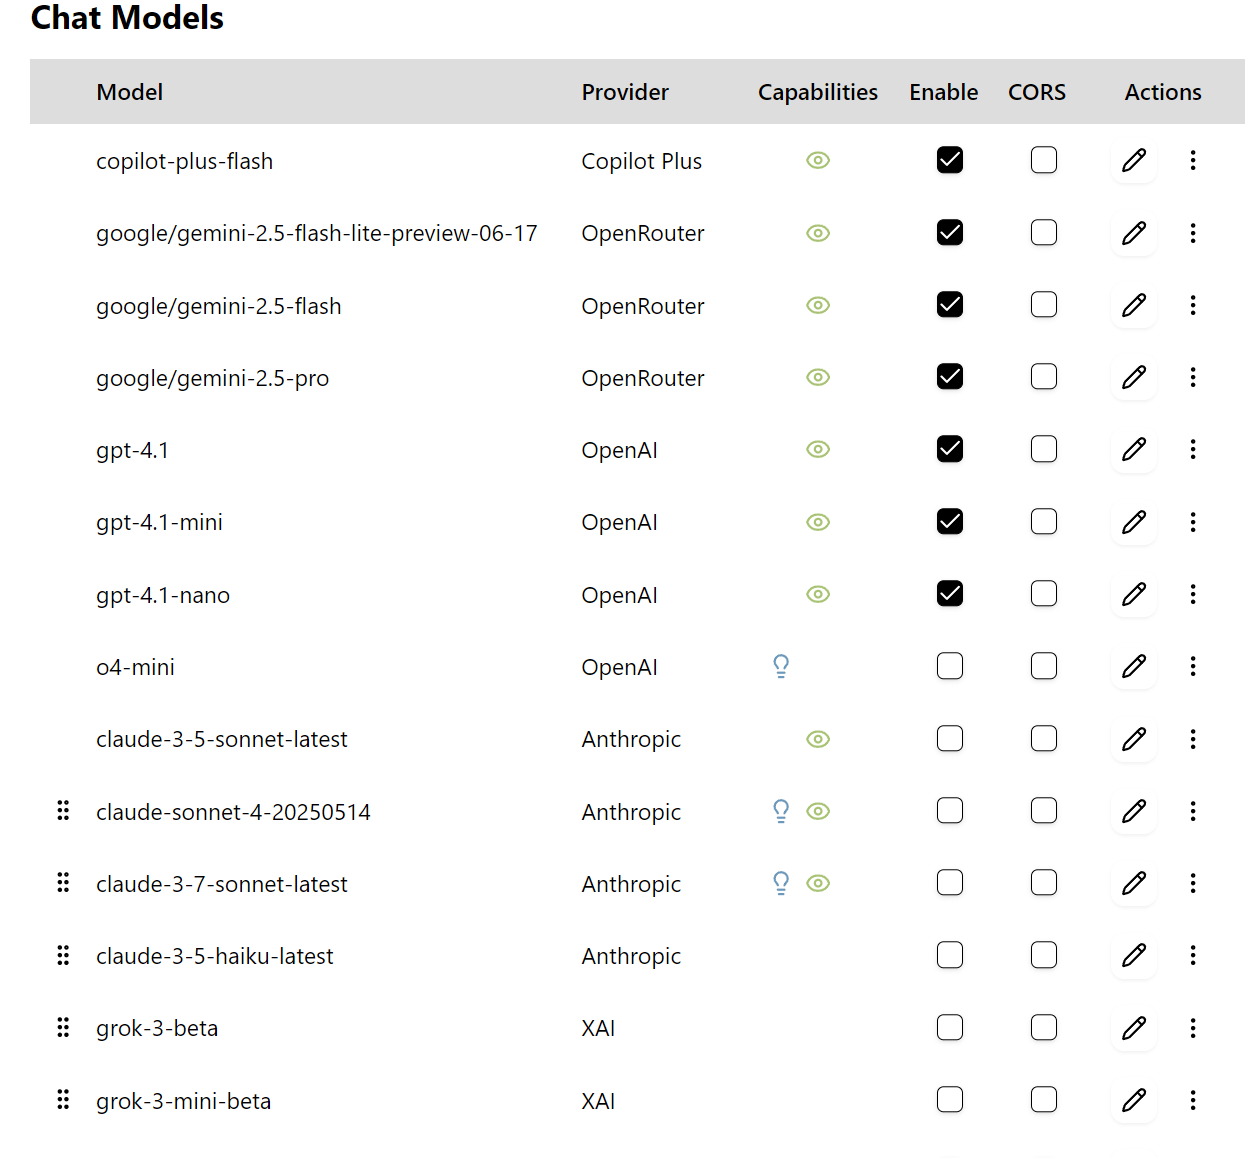 Chat Models
Model Provider Capabilities Enable CORS Actions
copilot-plus-flash Copilot Plus
google/gemini-2.5-flash-lite-preview-06-17 OpenRouter
google/gemini-2.5-flash OpenRouter
google/gemini-2.5-pro OpenRouter
gpt-4.1 OpenAI
gpt-4.1-mini OpenAI
gpt-4.1-nano OpenAI
o4-mini OpenAI
claude-3-5-sonnet-latest Anthropic
claude-sonnet-4-20250514 Anthropic
claude-3-7-sonnet-latest Anthropic
claude-3-5-haiku-latest Anthropic
grok-3-beta XAI
grok-3-mini-beta XAI